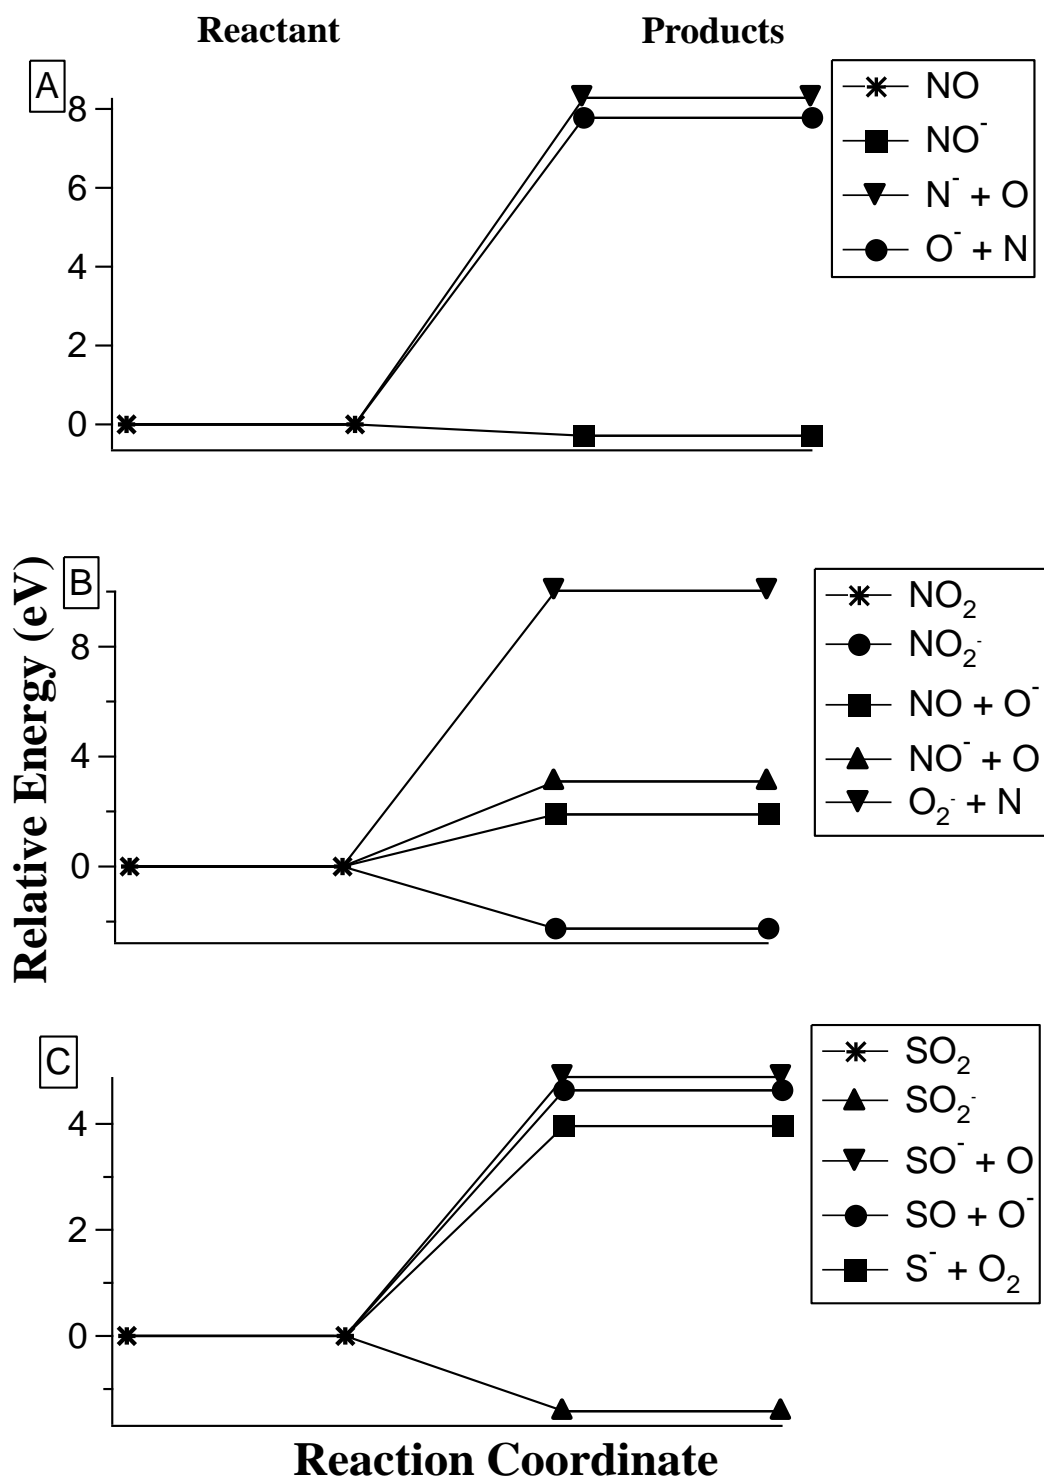 Reactant Products
A
8
6
4
2
0
NO
NO⁻
N⁻ + O
O⁻ + N
Relative Energy (eV)
B
8
4
0
NO₂
NO₂⁻
NO + O⁻
NO⁻ + O
O₂⁻ + N
C
4
2
0
SO₂
SO₂⁻
SO⁻ + O
SO + O⁻
S⁻ + O₂
Reaction Coordinate